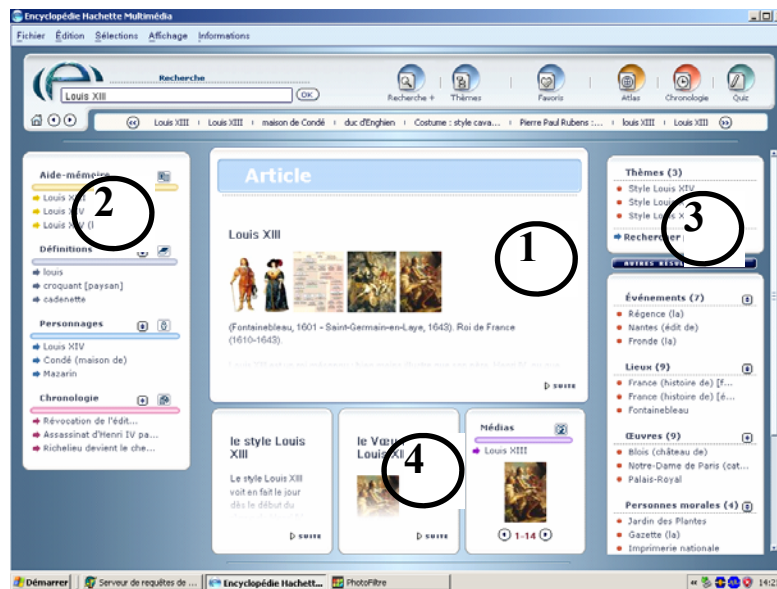 Encyclopédie Hachette Multimédia
Fichier Édition Sélections Affichage Informations
Recherche
Louis XIII
OK
Recherche + Thèmes Favoris Atlas Chronologie Quiz
Louis XIII Louis XIII maison de Condé duc d'Enghien Costume : style cava... Pierre Paul Rubens :... louis XIII Louis XIII
Aide-mémoire
Louis
Louis
Louis
2
Définitions
louis
croquant [paysan]
cadenette
Personnages
Louis XIV
Condé (maison de)
Mazarin
Chronologie
Révocation de l'édit...
Assassinat d'Henri IV pa...
Richelieu devient le che...
Article
Louis XIII
1
(Fontainebleau, 1601 - Saint-Germain-en-Laye, 1643). Roi de France
(1610-1643).
SUITE
le style Louis
XIII
Le style Louis XIII
voit en fait le jour
dès le début du
SUITE
le Vœu
Louis XII
4
SUITE
Médias
Louis XIII
1-14
Thèmes (3)
Style Louis XIV
Style Louis X
Style Louis X
3
Rechercher
AUTRES
Événements (7)
Régence (la)
Nantes (édit de)
Fronde (la)
Lieux (9)
France (histoire de) [f...
France (histoire de) [é...
Fontainebleau
Œuvres (9)
Blois (château de)
Notre-Dame de Paris (cat...
Palais-Royal
Personnes morales (4)
Jardin des Plantes
Gazette (la)
Imprimerie nationale
Démarrer Serveur de requêtes de ... Encyclopédie Hachett... PhotoFiltre